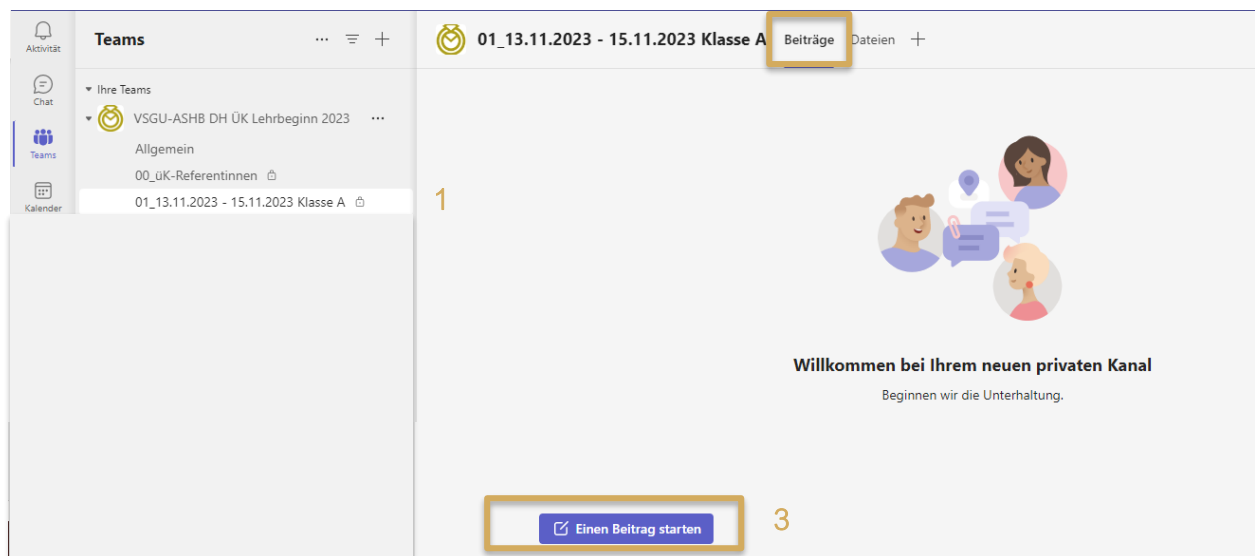 Aktivität
Chat
Teams
Kalender
Teams
Ihre Teams
VSGU-ASHB DH ÜK Lehrbeginn 2023
Allgemein
00_üK-Referentinnen
01_13.11.2023 - 15.11.2023 Klasse A
1
01_13.11.2023 - 15.11.2023 Klasse A Beiträge Dateien
Willkommen bei Ihrem neuen privaten Kanal
Beginnen wir die Unterhaltung.
Einen Beitrag starten
3